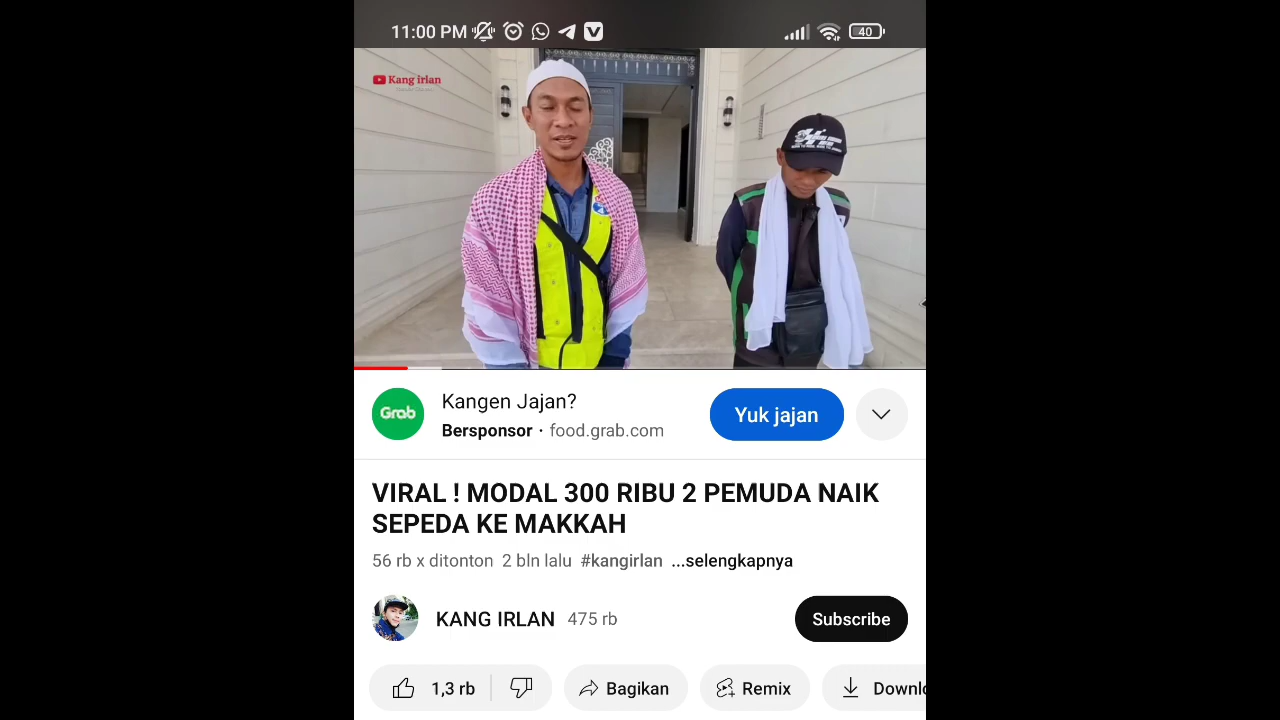 11:00 PM
40
Kang irlan
Grab
Kangen Jajan?
Bersponsor · food.grab.com
Yuk jajan
VIRAL ! MODAL 300 RIBU 2 PEMUDA NAIK
SEPEDA KE MAKKAH
56 rb x ditonton 2 bln lalu #kangirlan ...selengkapnya
KANG IRLAN 475 rb
Subscribe
1,3 rb
Bagikan
Remix
Downlo